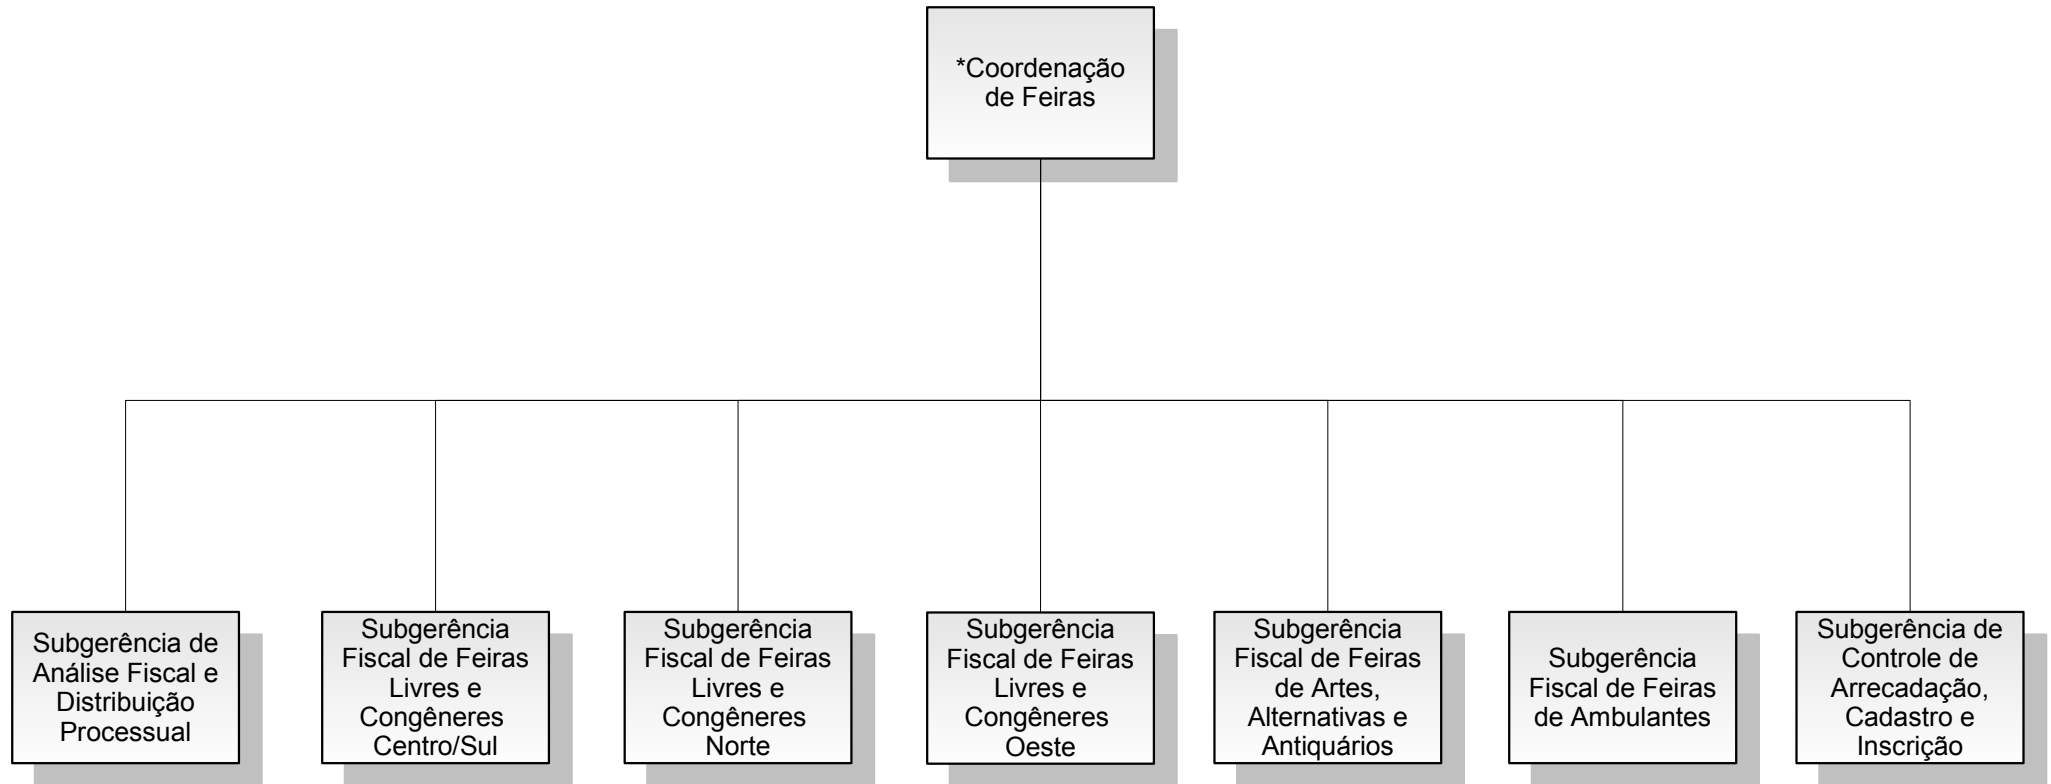 *Coordenação
de Feiras
Subgerência de
Análise Fiscal e
Distribuição
Processual
Subgerência
Fiscal de Feiras
Livres e
Congêneres
Centro/Sul
Subgerência
Fiscal de Feiras
Livres e
Congêneres
Norte
Subgerência
Fiscal de Feiras
Livres e
Congêneres
Oeste
Subgerência
Fiscal de Feiras
de Artes,
Alternativas e
Antiquários
Subgerência
Fiscal de Feiras
de Ambulantes
Subgerência de
Controle de
Arrecadação,
Cadastro e
Inscrição